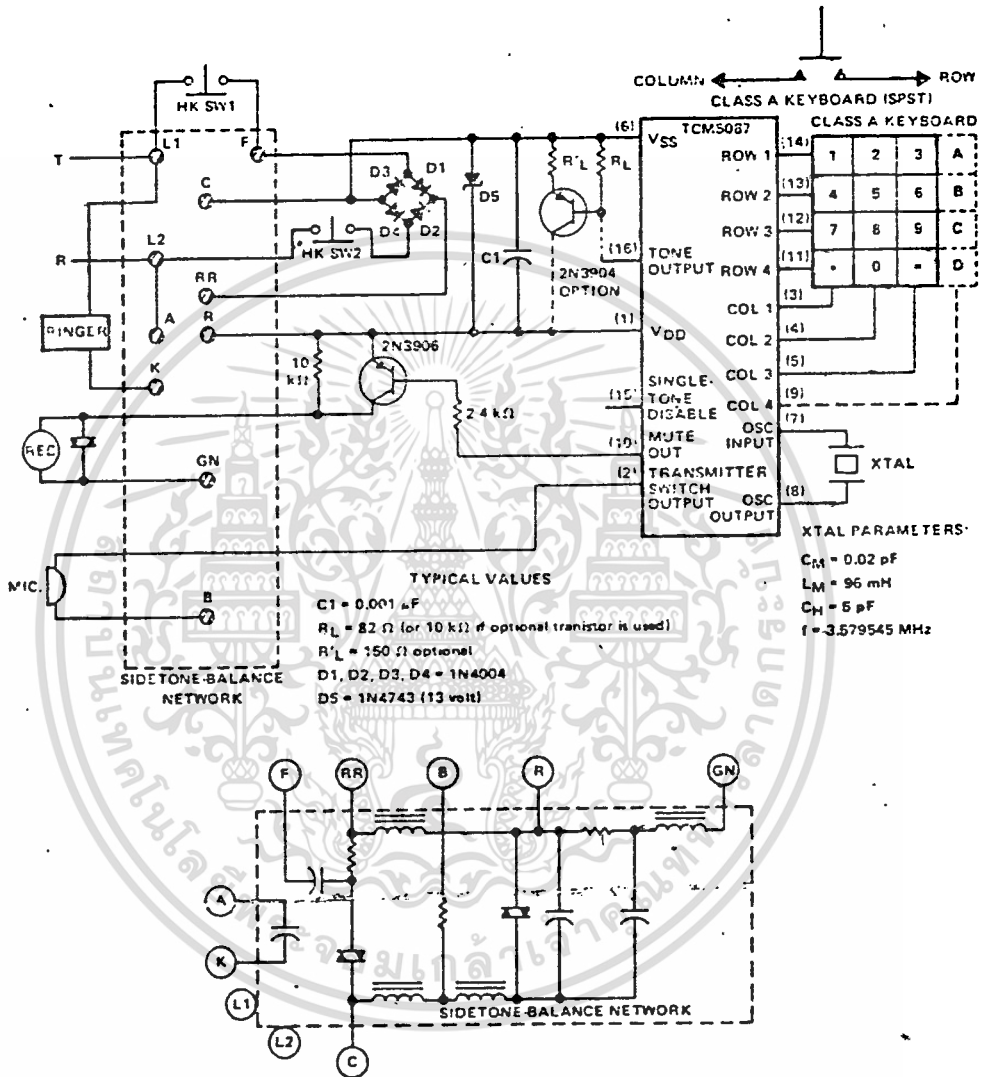 COLUMN ROW
CLASS A KEYBOARD (SPST)
HK SW1
L1
F
T
C
D3
D1
D4
D2
L2
R
HK SW2
RR
A
R
RINGER
K
REC
GN
MIC.
B
SIDETONE-BALANCE
NETWORK
10
kΩ
2N3906
2.4 kΩ
D5
C1
R'L
RL
2N3904
OPTION
TCM5087
(6) VSS
(16) TONE
OUTPUT
(1) VDD
(15) SINGLE-
TONE
DISABLE
(10) MUTE
OUT
(2) TRANSMITTER
SWITCH
OUTPUT
ROW 1 (14)
ROW 2 (13)
ROW 3 (12)
ROW 4 (11)
COL 1 (3)
COL 2 (4)
COL 3 (5)
COL 4 (9)
OSC
INPUT (7)
OSC
OUTPUT (8)
CLASS A KEYBOARD
1 2 3 A
4 5 6 B
7 8 9 C
0 D
XTAL
XTAL PARAMETERS
CM = 0.02 pF
LM = 96 mH
CH = 5 pF
f = 3.579545 MHz
TYPICAL VALUES
C1 = 0.001 µF
RL = 82 Ω (or 10 kΩ if optional tranistor is used)
R'L = 150 Ω optional
D1, D2, D3, D4 = 1N4004
D5 = 1N4743 (13 volt)
F RR B R GN
A
K
L1
L2
C
SIDETONE-BALANCE NETWORK